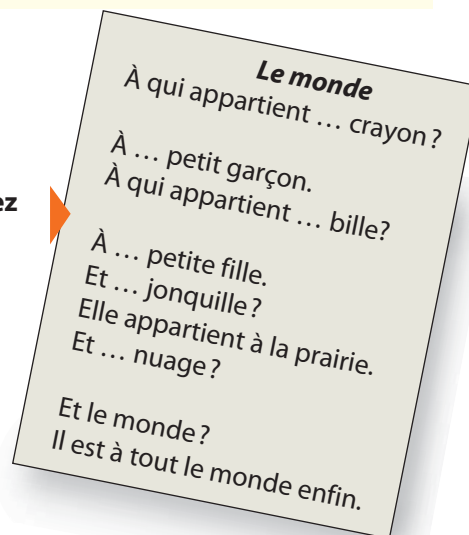 Le monde
À qui appartient … crayon ?
À … petit garçon.
À qui appartient … bille?
ez
À … petite fille.
Et … jonquille ?
Elle appartient à la prairie.
Et … nuage ?
Et le monde ?
Il est à tout le monde enfin.